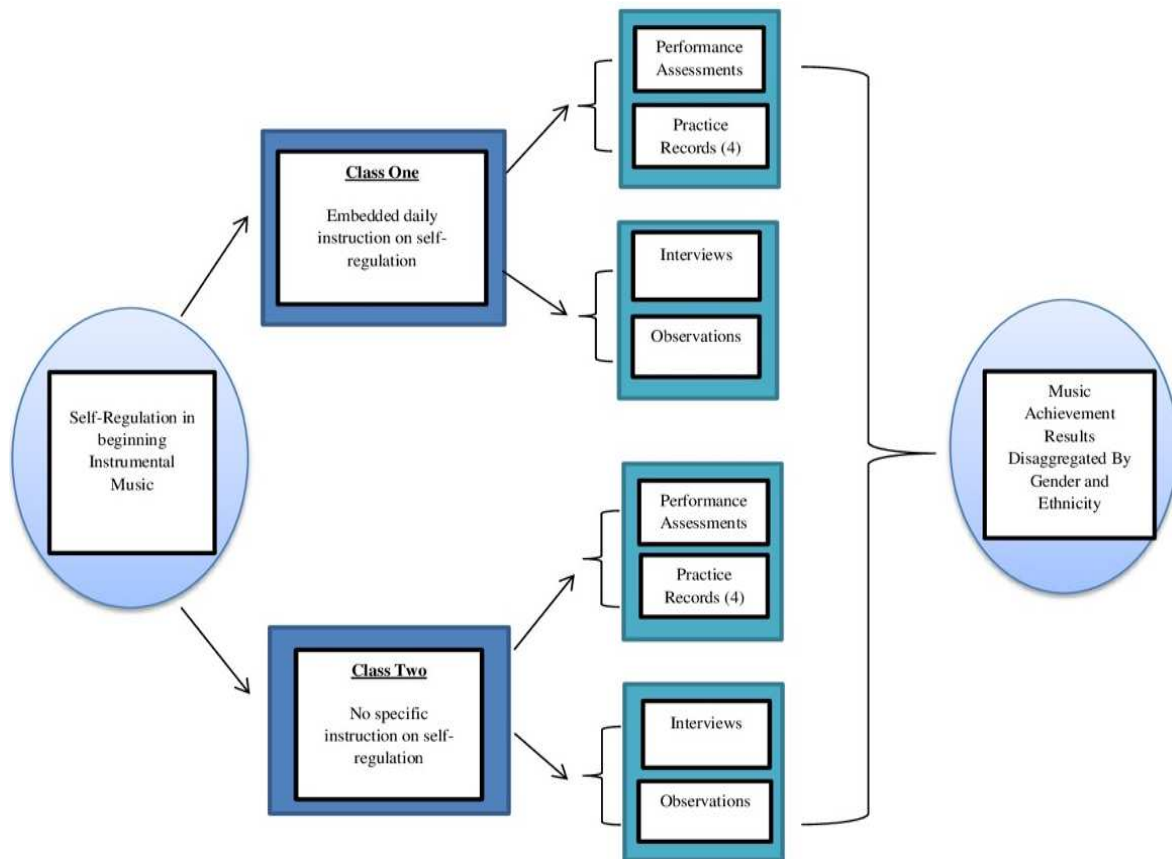 Self-Regulation in
beginning
Instrumental
Music
Class One
Embedded daily
instruction on self-
regulation
Performance
Assessments
Practice
Records (4)
Interviews
Observations
Class Two
No specific
instruction on self-
regulation
Performance
Assessments
Practice
Records (4)
Interviews
Observations
Music
Achievement
Results
Disaggregated By
Gender and
Ethnicity